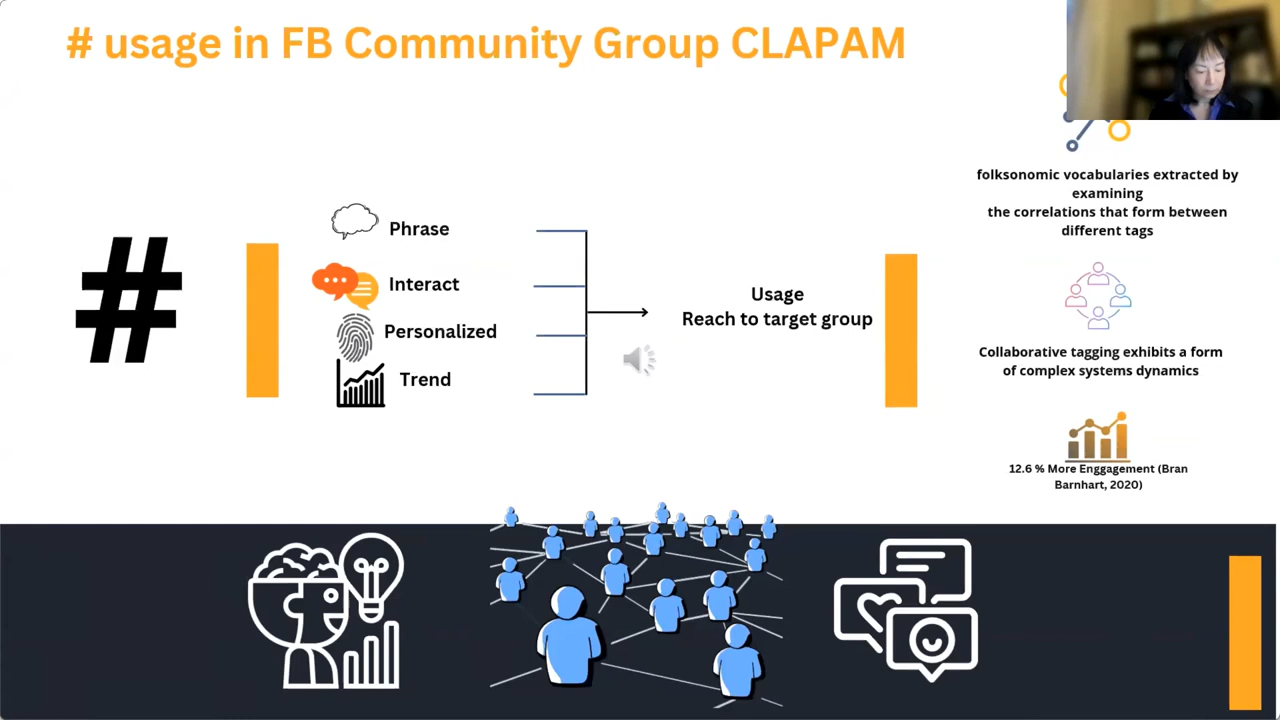 # usage in FB Community Group CLAPAM
#
Phrase
Interact
Personalized
Trend
Usage
Reach to target group
folksonomic vocabularies extracted by
examining
the correlations that form between
different tags
Collaborative tagging exhibits a form
of complex systems dynamics
12.6 % More Enggagement (Bran
Barnhart, 2020)